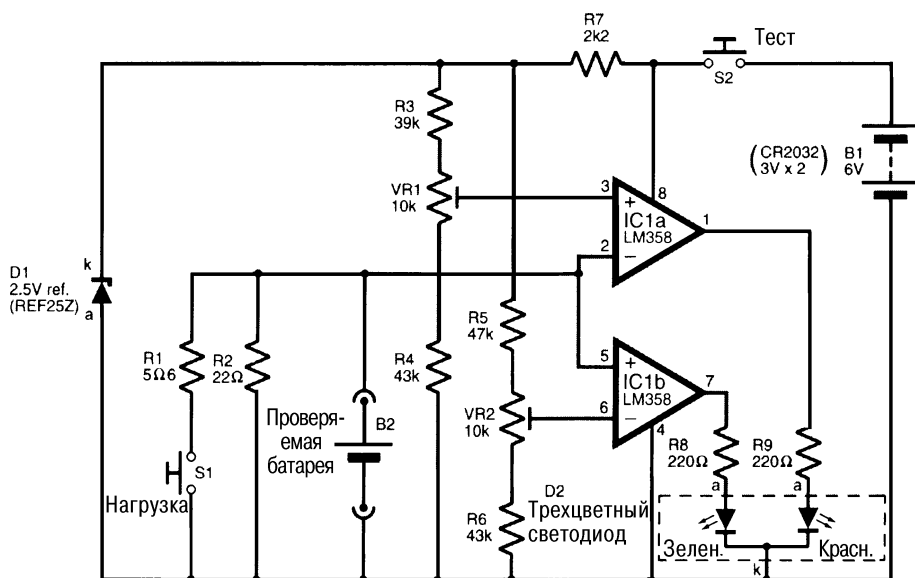 R7
2k2
Тест
S2
R3
39k
(CR2032)
3V x 2
B1
6V
VR1
10k
3
+
8
IC1a
LM358
1
2
−
k
D1
2.5V ref.
(REF25Z)
a
R1
5Ω6
R2
22Ω
R4
43k
R5
47k
5
+
IC1b
LM358
7
6
−
4
VR2
10k
Проверя-
емая
батарея
B2
S1
Нагрузка
R8
220Ω
R9
220Ω
a
a
D2
Трехцветный
светодиод
R6
43k
Зелен.
Красн.
k